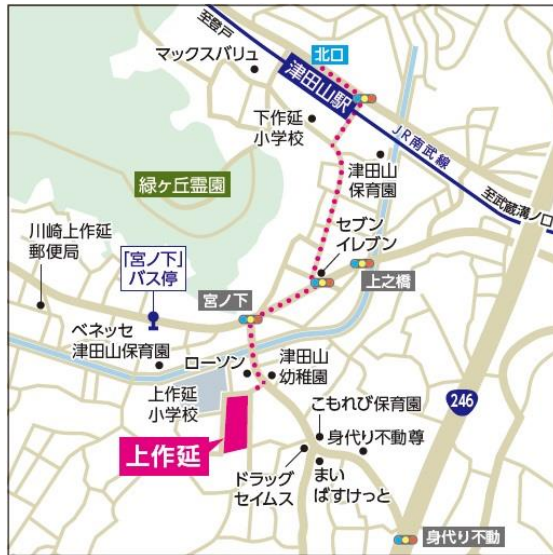 至登戸
マックスバリュ
北口
津田山駅
下作延
小学校
JR南武線
津田山
保育園
至武蔵溝ノ口
緑ヶ丘霊園
セブン
イレブン
川崎上作延
郵便局
「宮ノ下」
バス停
宮ノ下
上之橋
ベネッセ
津田山保育園
ローソン
津田山
幼稚園
上作延
小学校
246
こもれび保育園
身代り不動尊
上作延
ドラッグ
セイムス
まい
ばすけっと
身代り不動